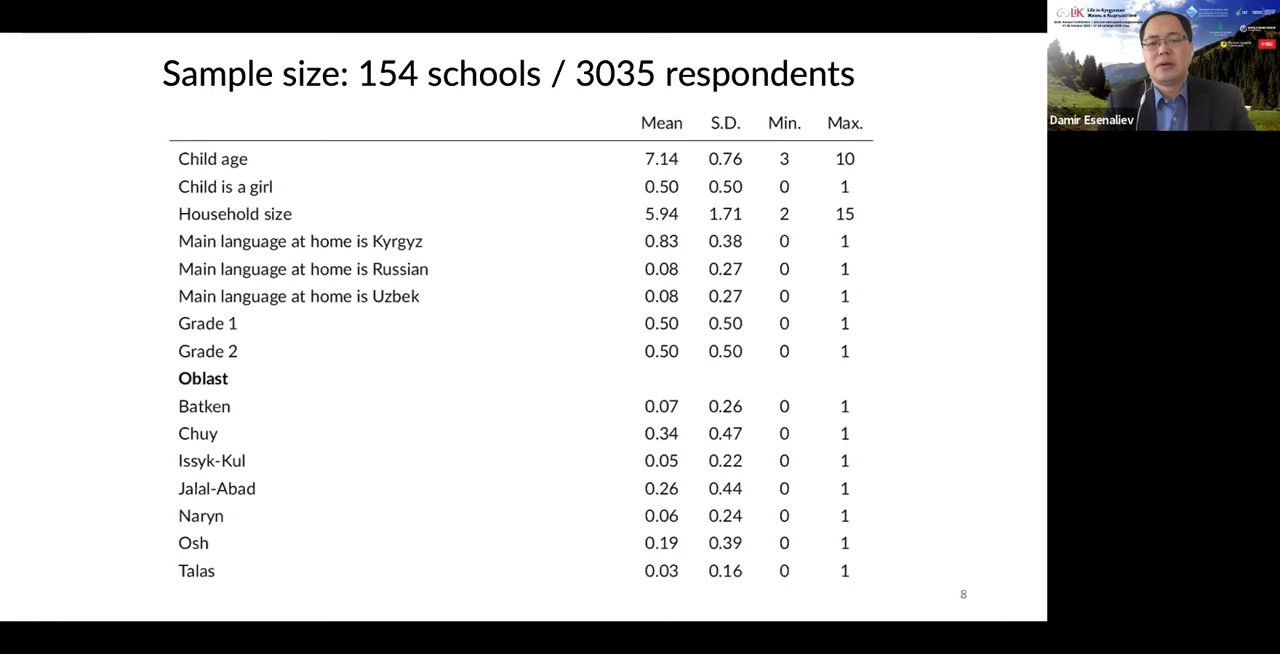 Sample size: 154 schools / 3035 respondents
Mean S.D. Min. Max.
Child age 7.14 0.76 3 10
Child is a girl 0.50 0.50 0 1
Household size 5.94 1.71 2 15
Main language at home is Kyrgyz 0.83 0.38 0 1
Main language at home is Russian 0.08 0.27 0 1
Main language at home is Uzbek 0.08 0.27 0 1
Grade 1 0.50 0.50 0 1
Grade 2 0.50 0.50 0 1
Oblast
Batken 0.07 0.26 0 1
Chuy 0.34 0.47 0 1
Issyk-Kul 0.05 0.22 0 1
Jalal-Abad 0.26 0.44 0 1
Naryn 0.06 0.24 0 1
Osh 0.19 0.39 0 1
Talas 0.03 0.16 0 1
8
LiK Life in Kyrgyzstan
Жизнь в Кыргызстане
Damir Esenaliev